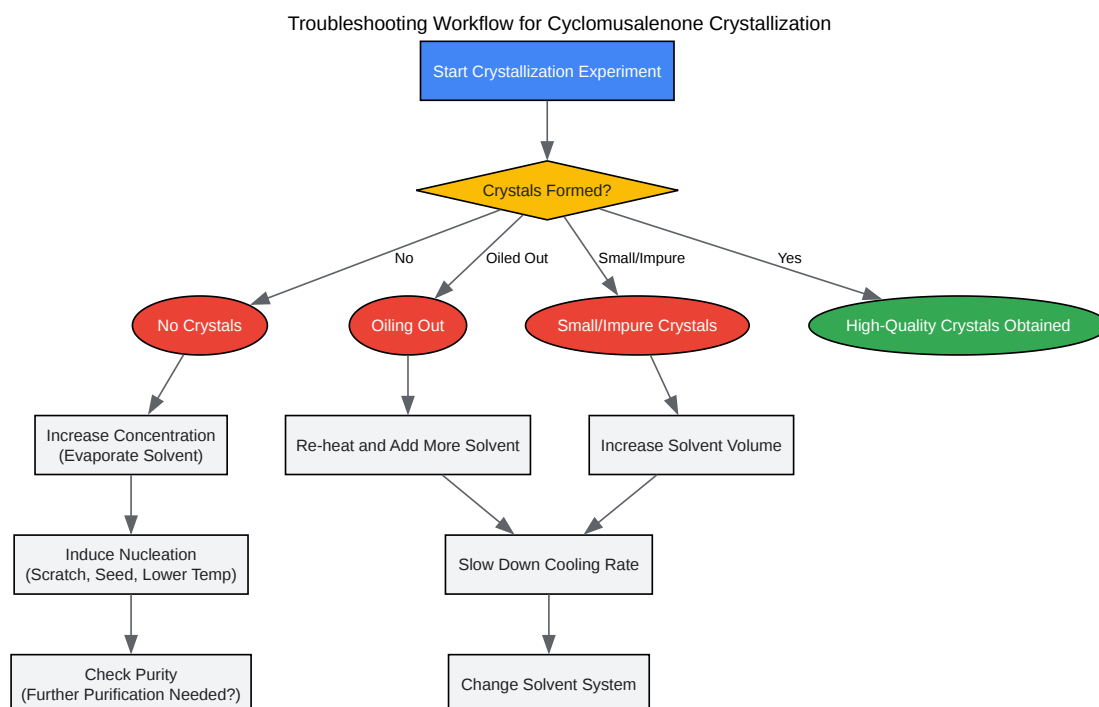 Troubleshooting Workflow for Cyclomusalenone Crystallization
Start Crystallization Experiment
Crystals Formed?
No
Oiled Out
Small/Impure
Yes
No Crystals
Oiling Out
Small/Impure Crystals
High-Quality Crystals Obtained
Increase Concentration
(Evaporate Solvent)
Re-heat and Add More Solvent
Increase Solvent Volume
Induce Nucleation
(Scratch, Seed, Lower Temp)
Slow Down Cooling Rate
Check Purity
(Further Purification Needed?)
Change Solvent System